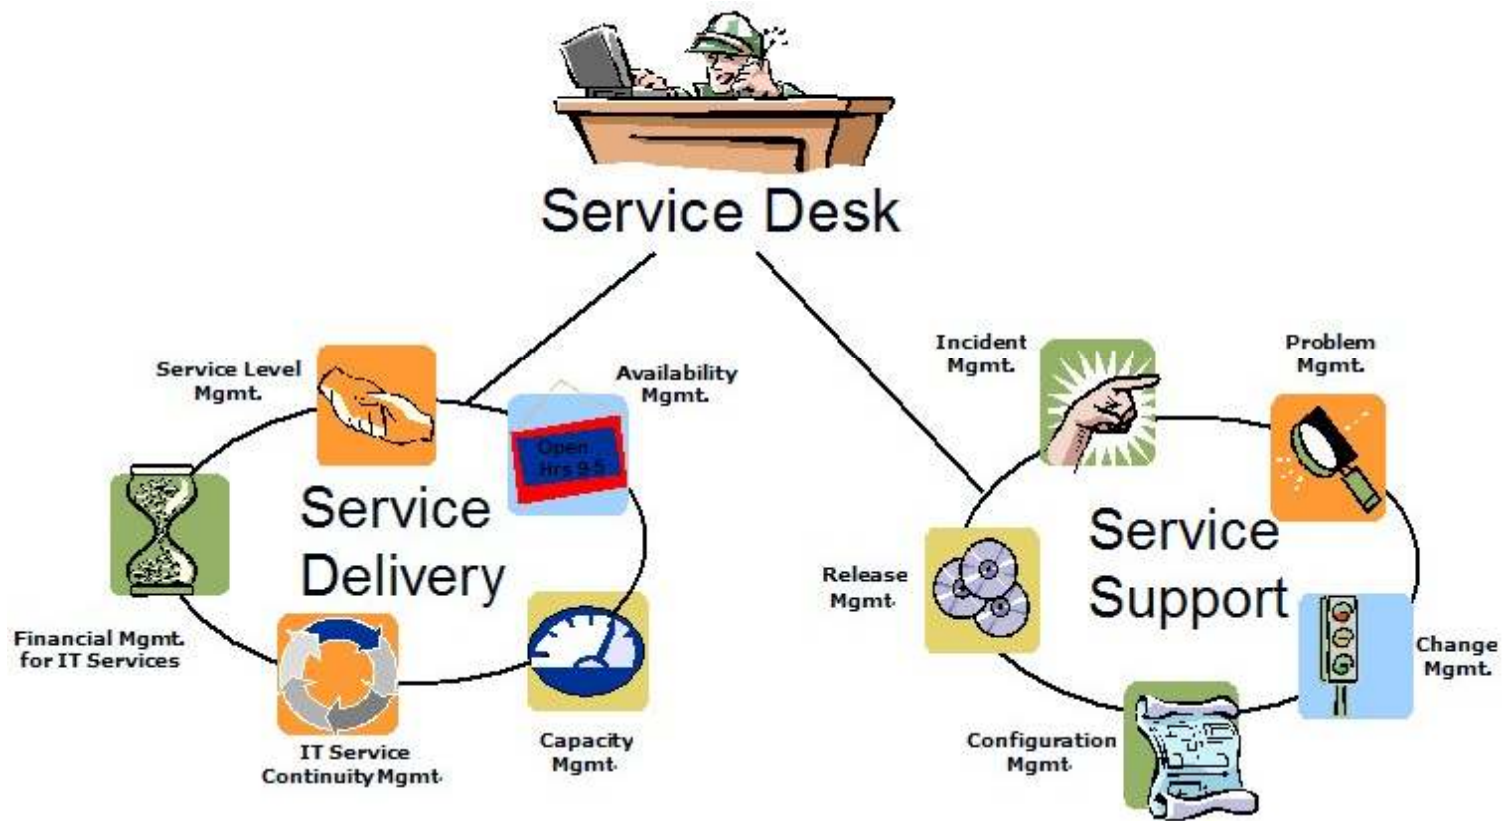 Service Desk
Service Level
Mgmt.
Availability
Mgmt.
Open
Hrs 9-5
Service
Delivery
Financial Mgmt.
for IT Services
IT Service
Continuity Mgmt.
Capacity
Mgmt.
Incident
Mgmt.
Problem
Mgmt.
Service
Support
Release
Mgmt.
Change
Mgmt.
Configuration
Mgmt.